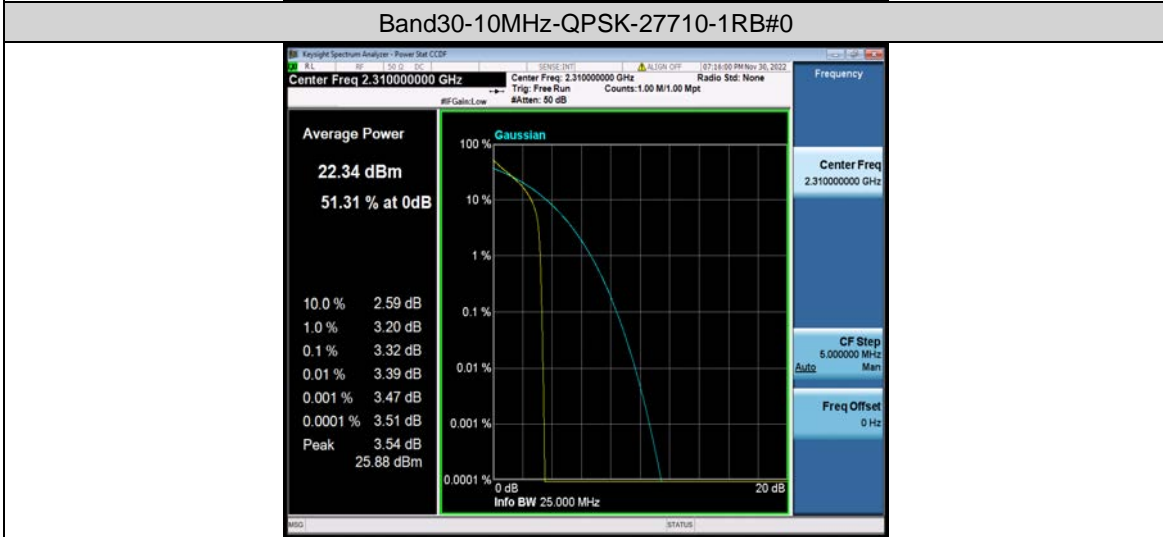 Band30-10MHz-QPSK-27710-1RB#0
Keysight Spectrum Analyzer - Power Stat CCDF
RL RF 50 Ω DC SENSE:INT ALIGN OFF 07:16:00 PM Nov 30, 2022
Center Freq 2.310000000 GHz
Center Freq: 2.310000000 GHz Radio Std: None
Trig: Free Run Counts:1.00 M/1.00 Mpt
#IFGain:Low #Atten: 50 dB
Frequency
Average Power
22.34 dBm
51.31 % at 0dB
10.0 % 2.59 dB
1.0 % 3.20 dB
0.1 % 3.32 dB
0.01 % 3.39 dB
0.001 % 3.47 dB
0.0001 % 3.51 dB
Peak 3.54 dB
25.88 dBm
Gaussian
100 %
10 %
1 %
0.1 %
0.01 %
0.001 %
0.0001 %
0 dB 20 dB
Info BW 25.000 MHz
Center Freq
2.310000000 GHz
CF Step
5.000000 MHz
Auto Man
Freq Offset
0 Hz
MSG STATUS